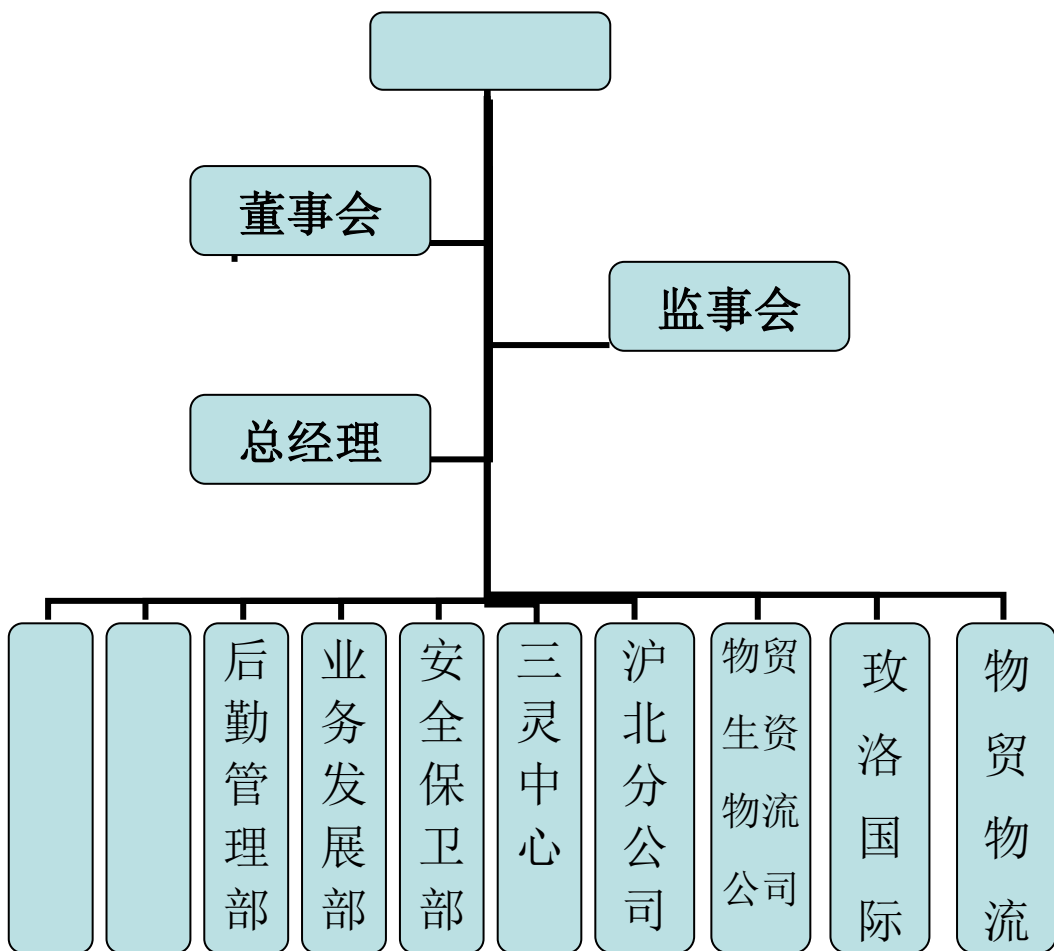 董事会
监事会
总经理
后勤管理部
业务发展部
安全保卫部
三灵中心
沪北分公司
物贸
生资
物流
公司
玫洛国际
物贸物流